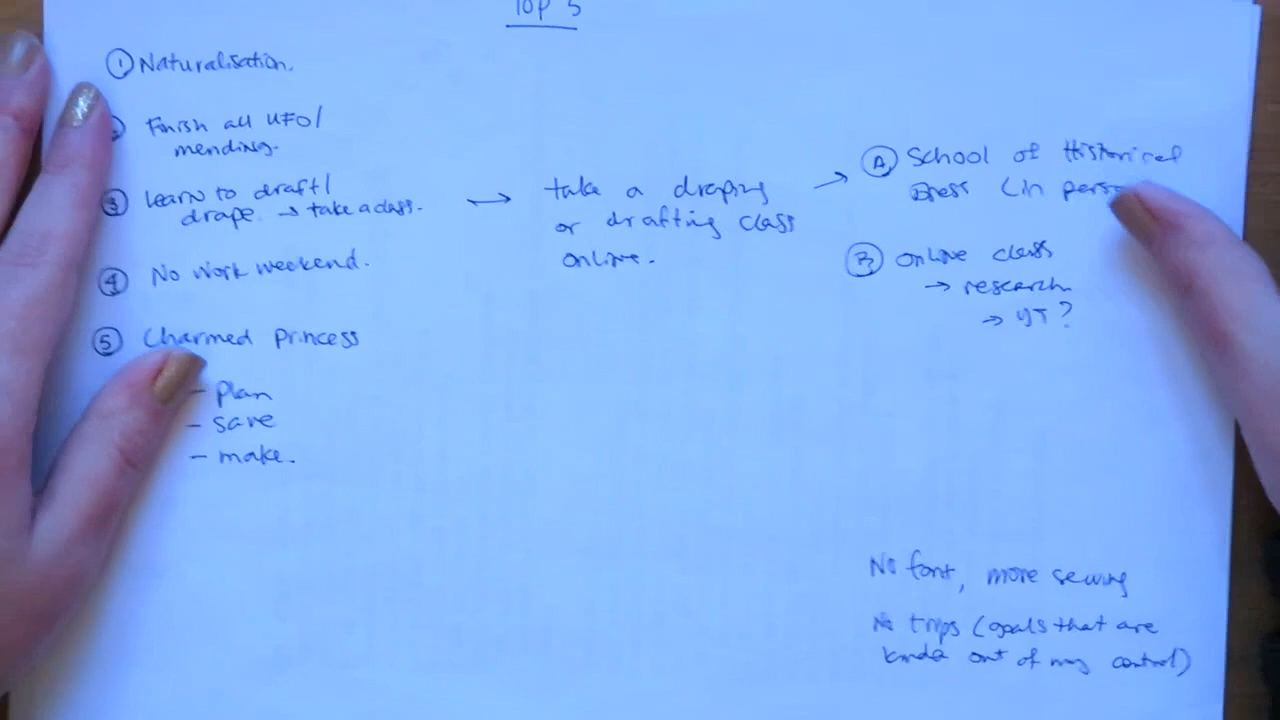 Top 5
① Naturalisation.
Finish all UFO/
mending.
③ Learn to draft/
drape. → take a class.
④ No work weekend.
⑤ Charmed Princess
- plan
- save
- make.
→ take a draping
or drafting class
online.
→ Ⓐ School of Historical
Dress (in person
Ⓑ Online class
→ research
→ YT?
No font, more sewing
No trips (goals that are
kinda out of my control)